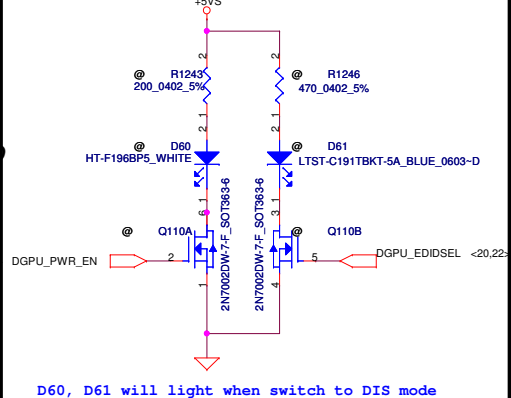 +5VS
2 2
@ R1243 @ R1246
200_0402_5% 470_0402_5%
1 1
2 2
@ D60 @ D61
HT-F196BP5_WHITE LTST-C191TBKT-5A_BLUE_0603~D
1 1
6 3
@ Q110A @ Q110B
2N7002DW-7-F_SOT363-6 2N7002DW-7-F_SOT363-6
DGPU_PWR_EN 2 5 DGPU_EDIDSEL <20,22>
1 4
D60, D61 will light when switch to DIS mode